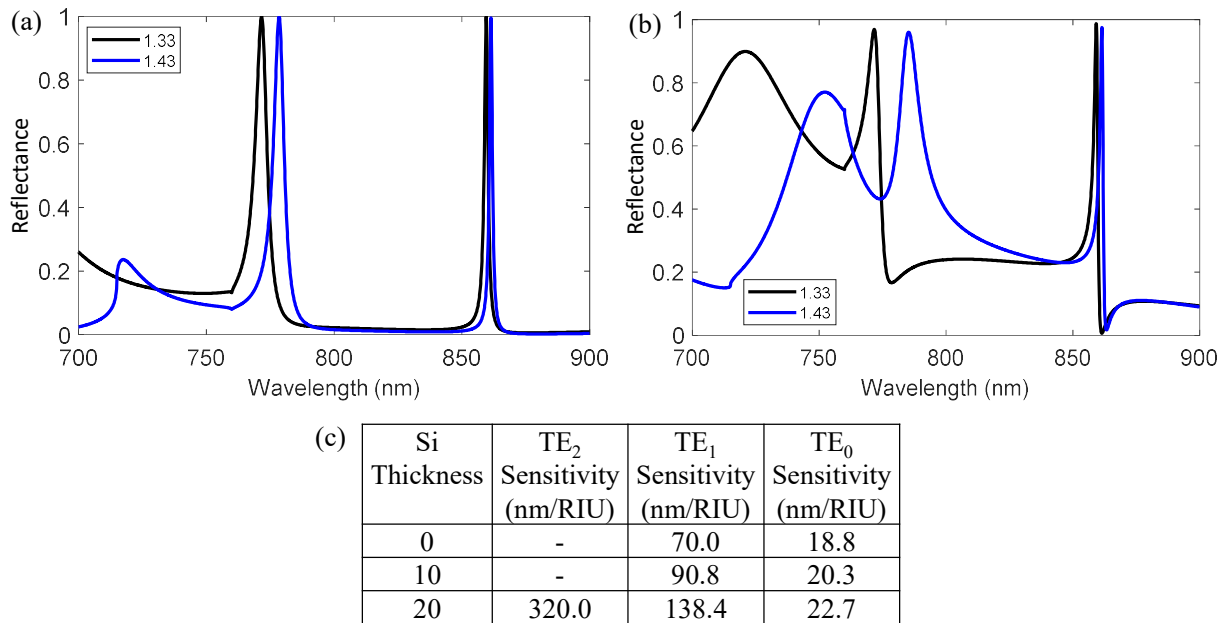 (a)
1
0.8
0.6
0.4
0.2
0
Reflectance
1.33
1.43
700
750
800
850
900
Wavelength (nm)
(b)
1
0.8
0.6
0.4
0.2
0
Reflectance
1.33
1.43
700
750
800
850
900
Wavelength (nm)
(c)
Si
Thickness
TE₂
Sensitivity
(nm/RIU)
TE₁
Sensitivity
(nm/RIU)
TE₀
Sensitivity
(nm/RIU)
0 - 70.0 18.8
10 - 90.8 20.3
20 320.0 138.4 22.7